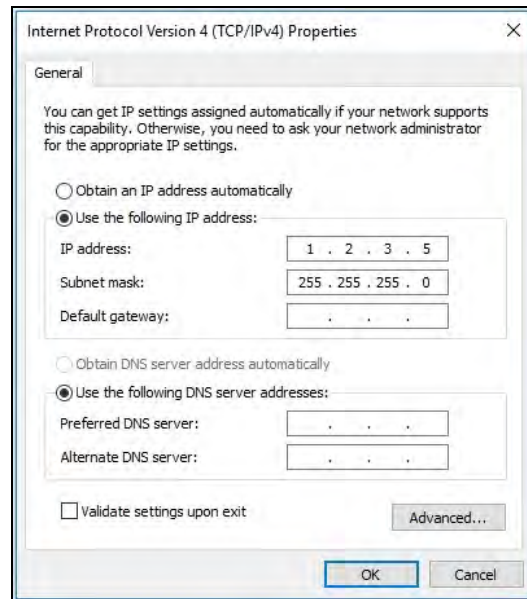 Internet Protocol Version 4 (TCP/IPv4) Properties
General
You can get IP settings assigned automatically if your network supports
this capability. Otherwise, you need to ask your network administrator
for the appropriate IP settings.
Obtain an IP address automatically
Use the following IP address:
IP address: 1 . 2 . 3 . 5
Subnet mask: 255 . 255 . 255 . 0
Default gateway: . . .
Obtain DNS server address automatically
Use the following DNS server addresses:
Preferred DNS server: . . .
Alternate DNS server: . . .
Validate settings upon exit
Advanced...
OK Cancel